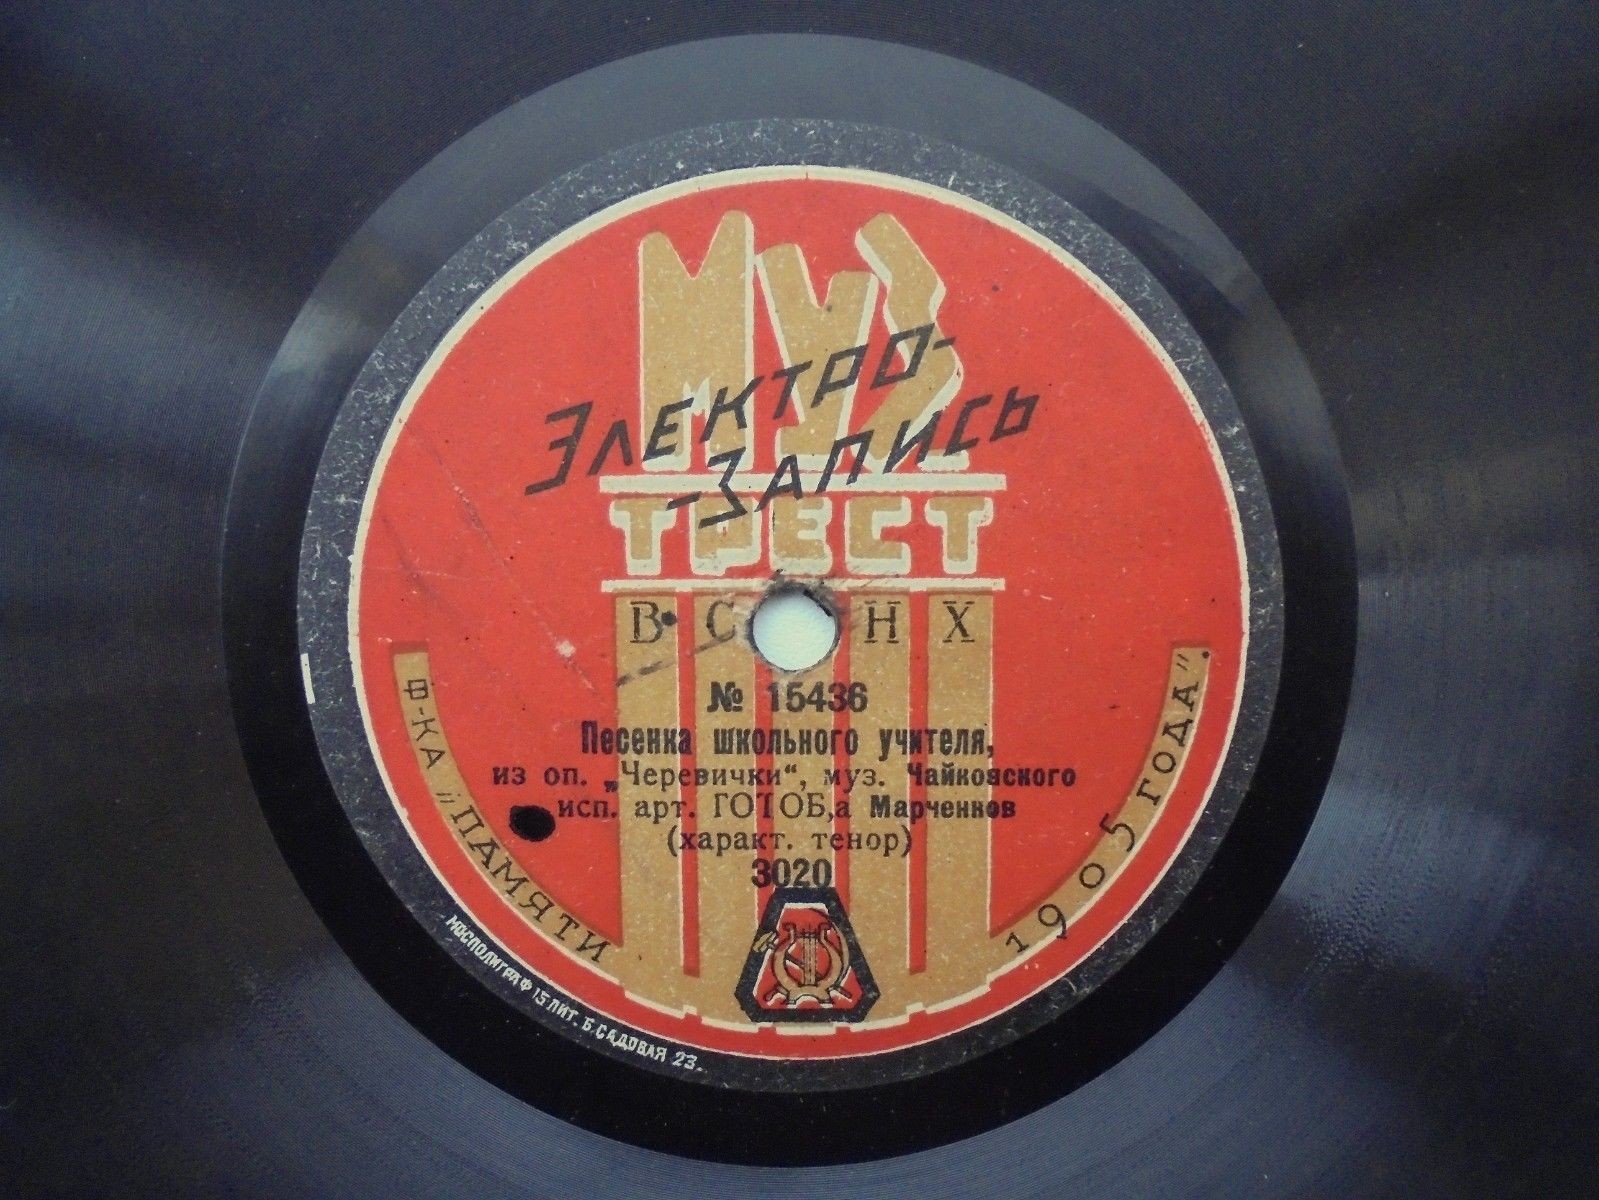 МУЗ
ЭЛЕКТРО-
-ЗАПИСЬ
ТРЕСТ
В С Н Х
№ 15436
Песенка школьного учителя,
из оп. „Черевички“, муз. Чайковского
исп. арт. ГОТОБ,а Марченков
(характ. тенор)
3020
Ф-КА „ПАМЯТИ 1905 ГОДА“.
МОСПОЛИГРАФ 15 ЛИТ. Б. САДОВАЯ 23.